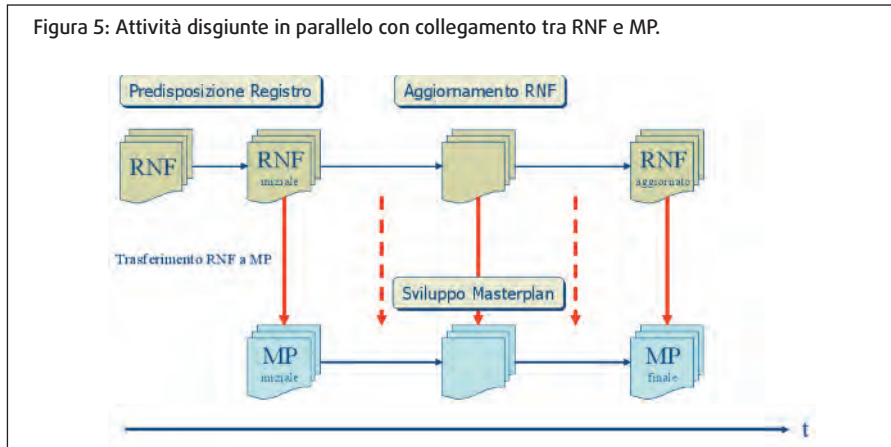 Figura 5: Attività disgiunte in parallelo con collegamento tra RNF e MP.
Predisposizione Registro
Aggiornamento RNF
RNF
RNF
iniziale
RNF
aggiornato
Trasferimento RNF a MP
Sviluppo Masterplan
MP
iniziale
MP
finale
t